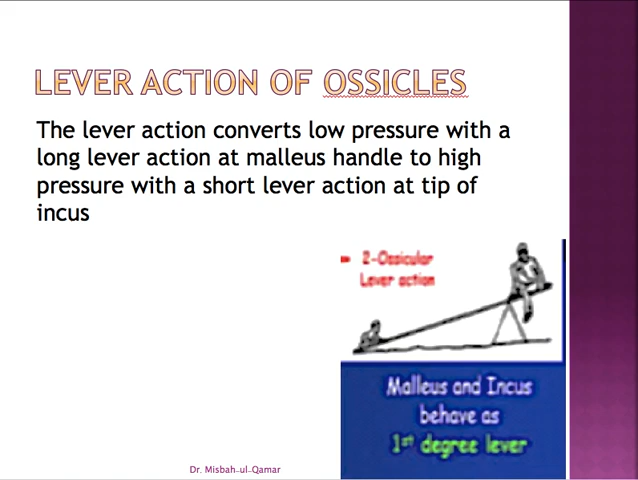 LEVER ACTION OF OSSICLES
The lever action converts low pressure with a
long lever action at malleus handle to high
pressure with a short lever action at tip of
incus
2-Ossicular
Lever action
Malleus and Incus
behave as
1st degree lever
Dr. Misbah-ul-Qamar